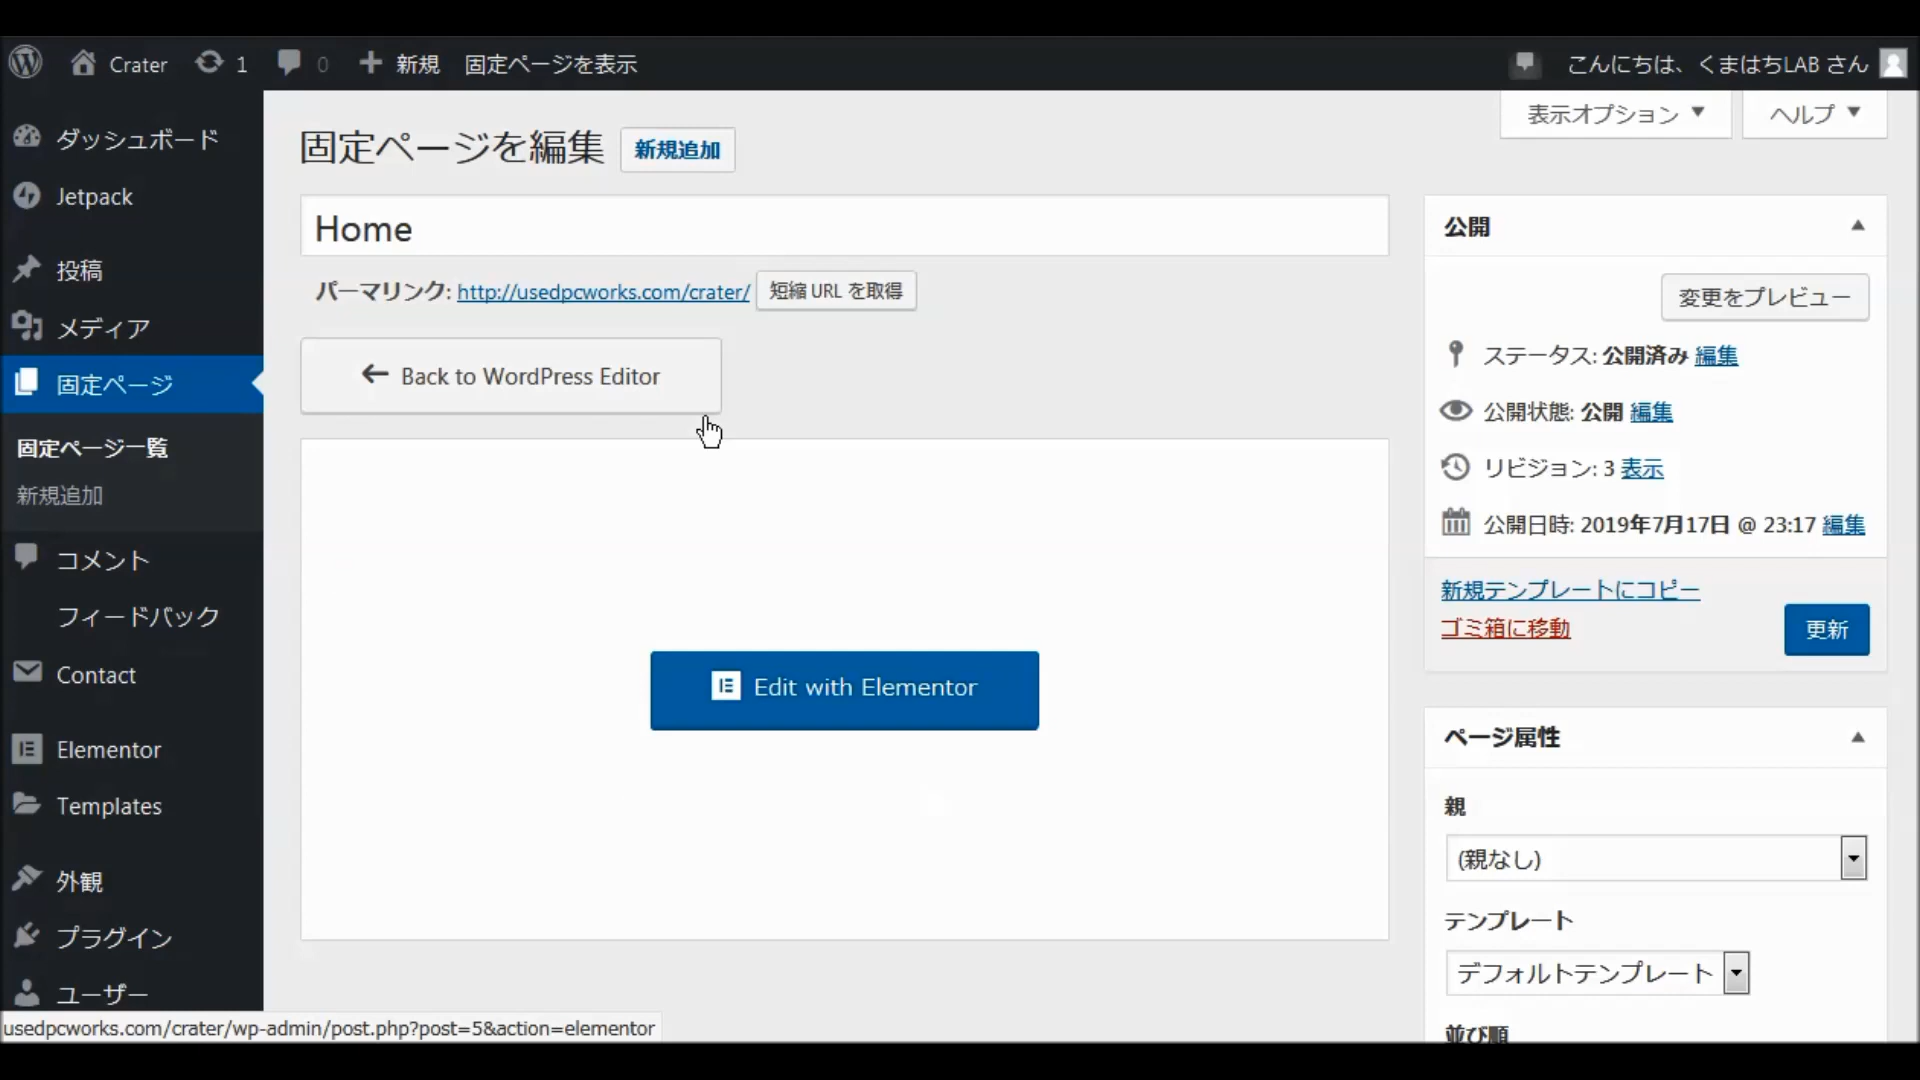 Crater 1 0 新規 固定ページを表示 こんにちは、くまはちLAB さん
表示オプション ヘルプ
ダッシュボード
Jetpack
投稿
メディア
固定ページ
固定ページ一覧
新規追加
コメント
フィードバック
Contact
Elementor
Templates
外観
プラグイン
ユーザー
固定ページを編集 新規追加
Home
パーマリンク: http://usedpcworks.com/crater/ 短縮 URL を取得
← Back to WordPress Editor
Edit with Elementor
公開
変更をプレビュー
ステータス: 公開済み 編集
公開状態: 公開 編集
リビジョン: 3 表示
公開日時: 2019年7月17日 @ 23:17 編集
新規テンプレートにコピー
ゴミ箱に移動
更新
ページ属性
親
(親なし)
テンプレート
デフォルトテンプレート
並び順
usedpcworks.com/crater/wp-admin/post.php?post=5&action=elementor